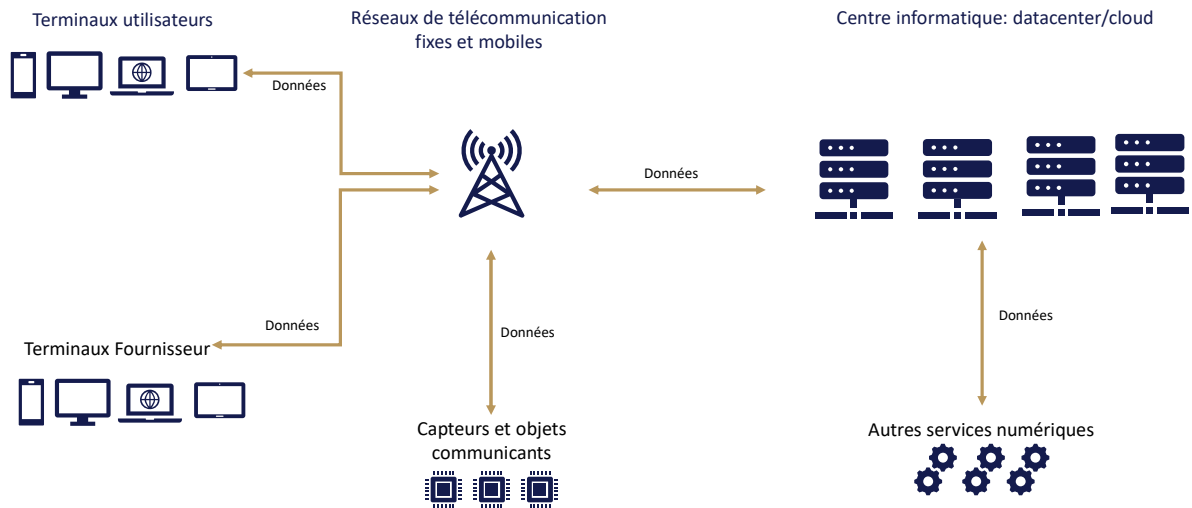 Terminaux utilisateurs
Réseaux de télécommunication
fixes et mobiles
Centre informatique: datacenter/cloud
Données
Données
Données
Terminaux Fournisseur
Données
Données
Capteurs et objets
communicants
Autres services numériques